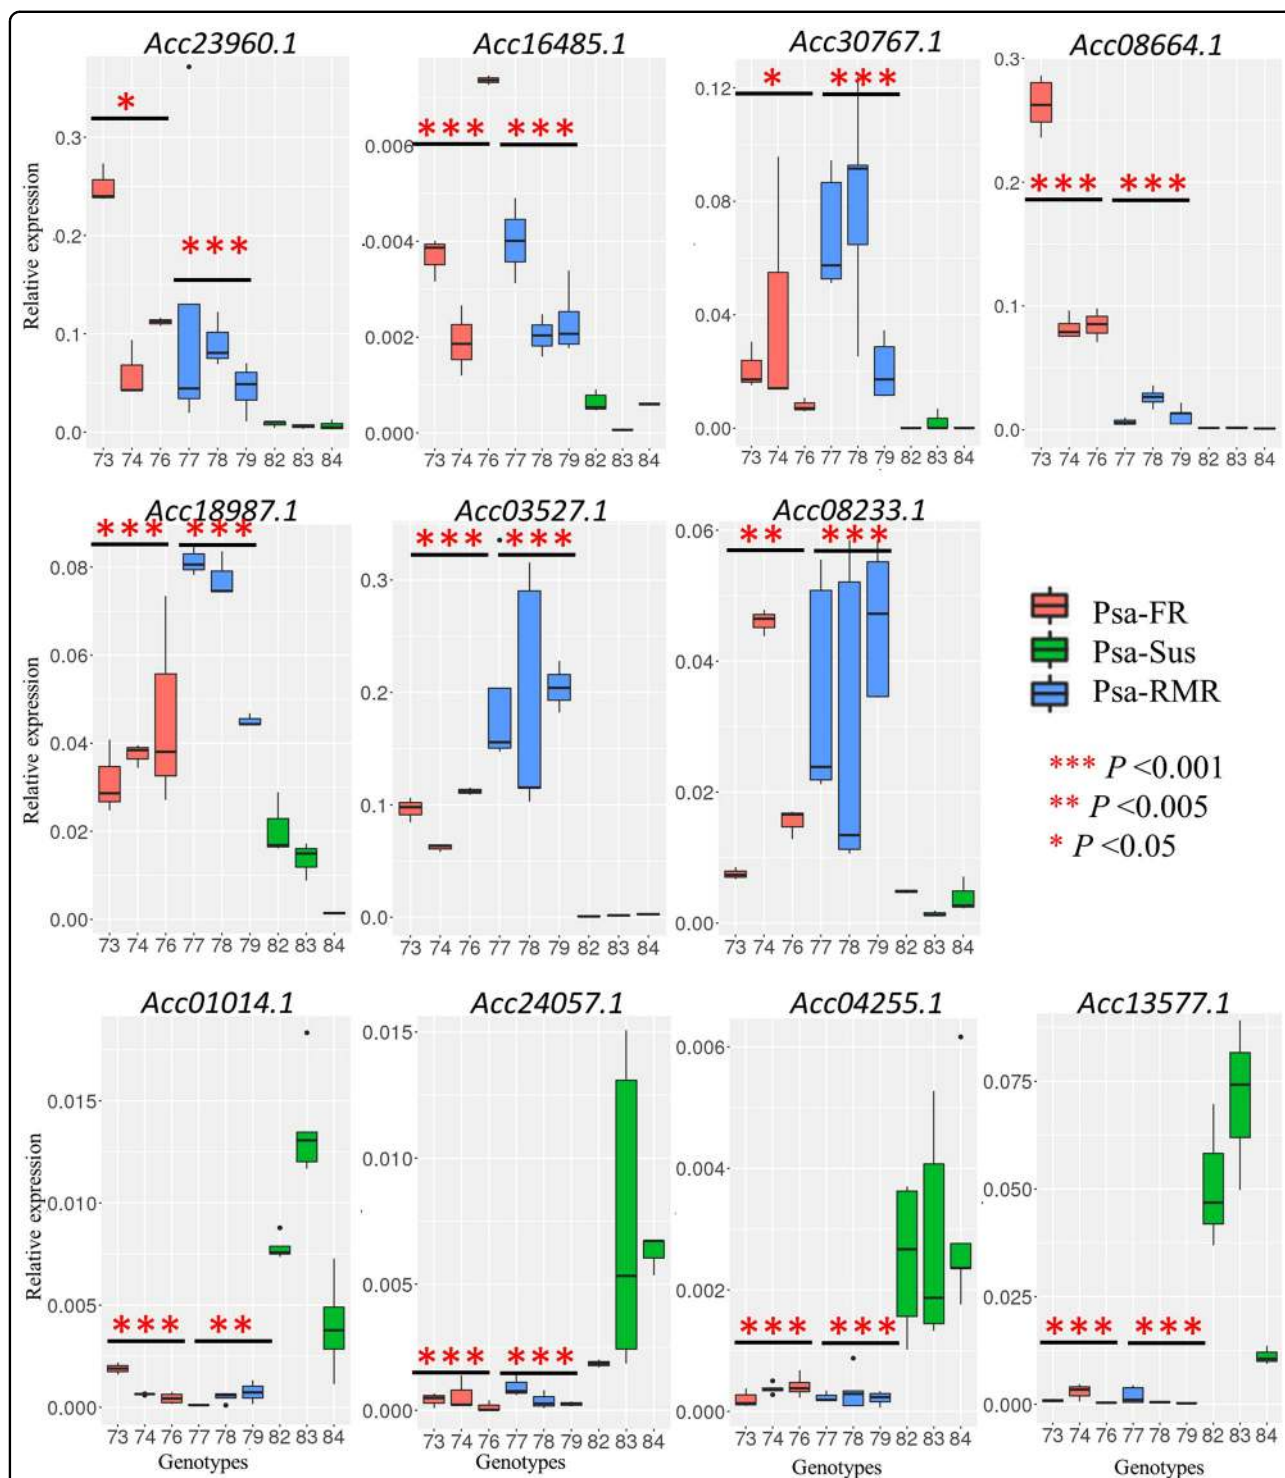 Acc23960.1 Acc16485.1 Acc30767.1 Acc08664.1
Relative expression
0.3
0.2
0.1
0.0
* ***
73 74 76 77 78 79 82 83 84
0.006
0.004
0.002
0.000
*** ***
73 74 76 77 78 79 82 83 84
0.12
0.08
0.04
0.00
* ***
73 74 76 77 78 79 82 83 84
0.3
0.2
0.1
0.0
*** ***
73 74 76 77 78 79 82 83 84
Acc18987.1 Acc03527.1 Acc08233.1
Relative expression
0.08
0.06
0.04
0.02
0.00
*** ***
73 74 76 77 78 79 82 83 84
0.3
0.2
0.1
0.0
*** ***
73 74 76 77 78 79 82 83 84
0.06
0.04
0.02
0.00
** ***
73 74 76 77 78 79 82 83 84
Psa-FR
Psa-Sus
Psa-RMR
*** P <0.001
** P <0.005
* P <0.05
Acc01014.1 Acc24057.1 Acc04255.1 Acc13577.1
Relative expression
0.015
0.010
0.005
0.000
*** **
73 74 76 77 78 79 82 83 84
Genotypes
0.015
0.010
0.005
0.000
*** ***
73 74 76 77 78 79 82 83 84
Genotypes
0.006
0.004
0.002
0.000
*** ***
73 74 76 77 78 79 82 83 84
Genotypes
0.075
0.050
0.025
0.000
*** ***
73 74 76 77 78 79 82 83 84
Genotypes